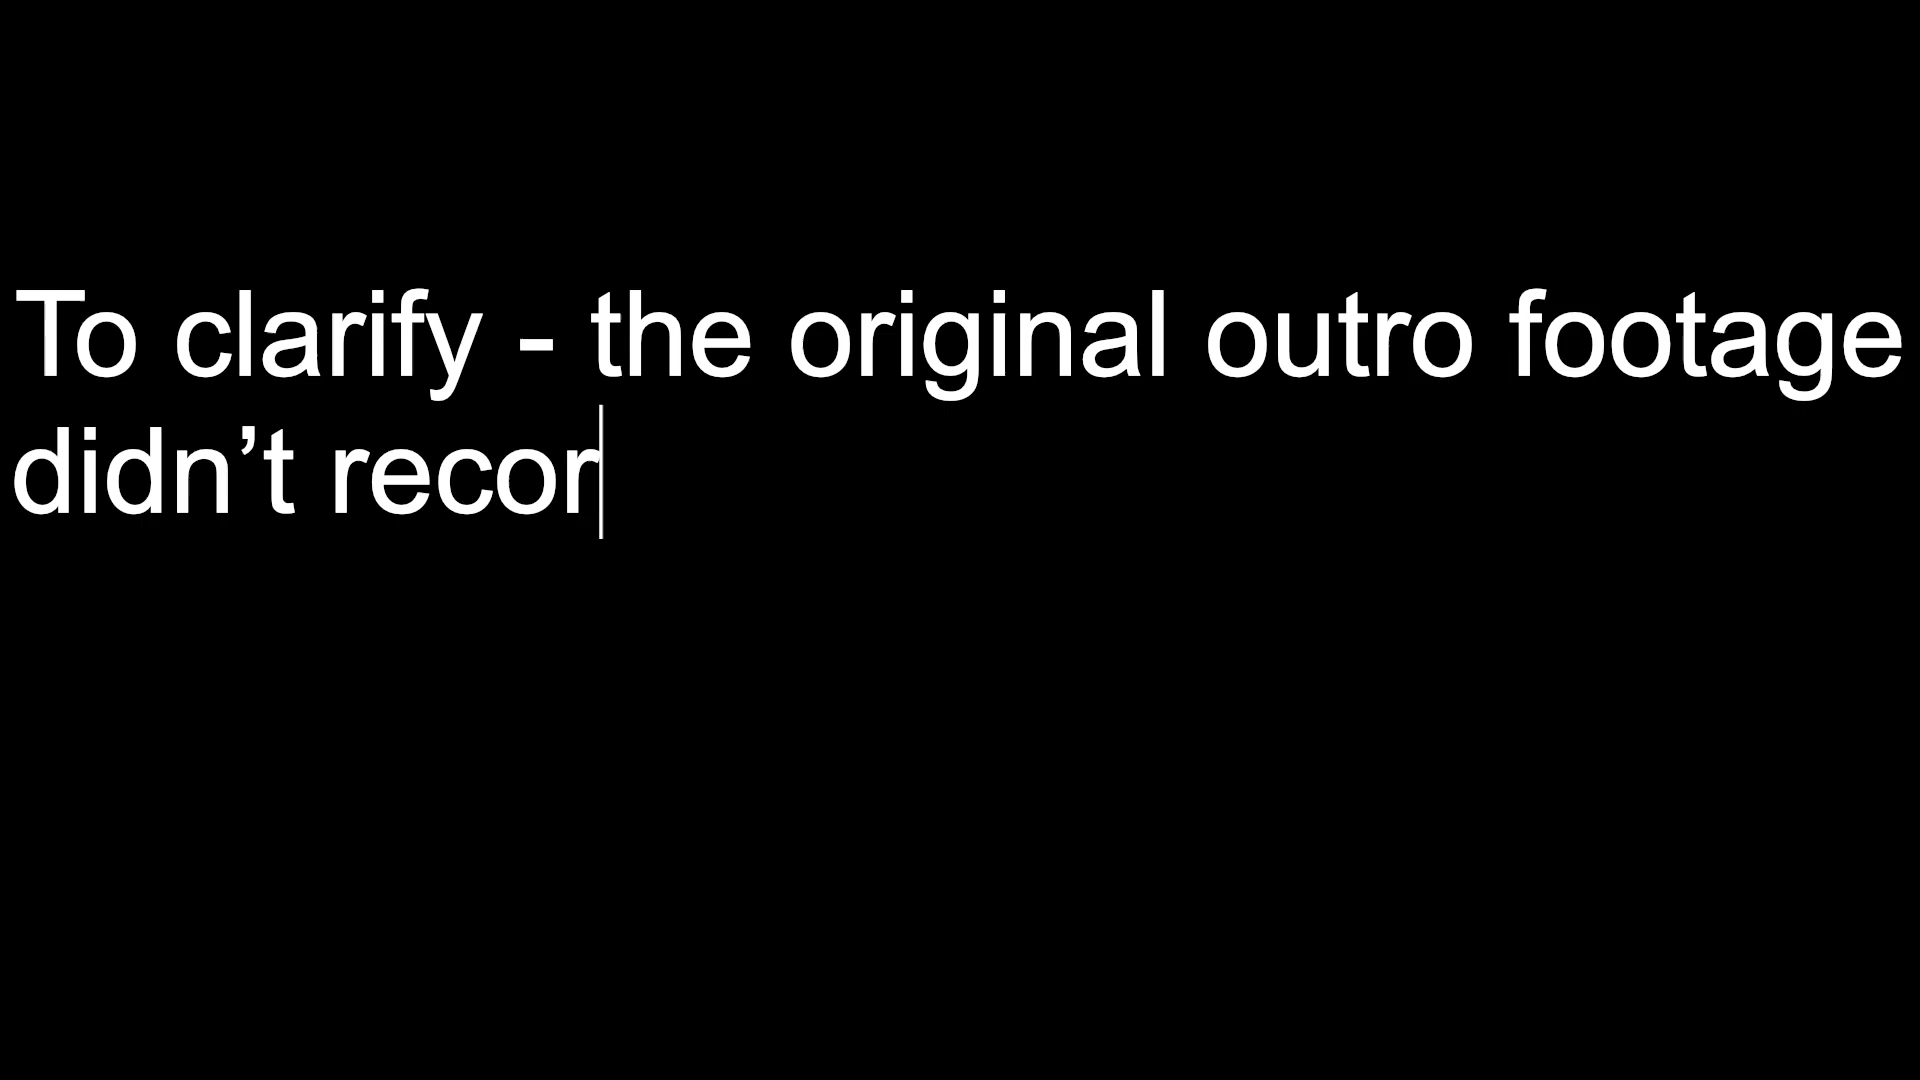 To clarify - the original outro footage
didn’t recor